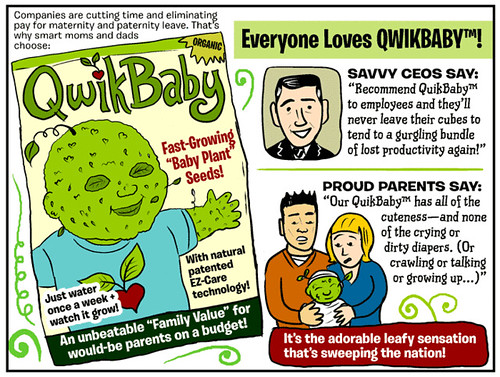 Companies are cutting time and eliminating
pay for maternity and paternity leave. That's
why smart moms and dads
choose:
ORGANIC
QwikBaby
Fast-Growing
"Baby Plant"
Seeds!
With natural
patented
EZ-Care
technology!
Just water
once a week +
watch it grow!
An unbeatable "Family Value" for
would-be parents on a budget!
Everyone Loves QWIKBABY™!
SAVVY CEOS SAY:
"Recommend QuikBaby™
to employees and they'll
never leave their cubes to
tend to a gurgling bundle
of lost productivity again!"
PROUD PARENTS SAY:
"Our QuikBaby™ has all of the
cuteness—and none
of the crying or
dirty diapers. (Or
crawling or talking
or growing up...)"
It's the adorable leafy sensation
that's sweeping the nation!